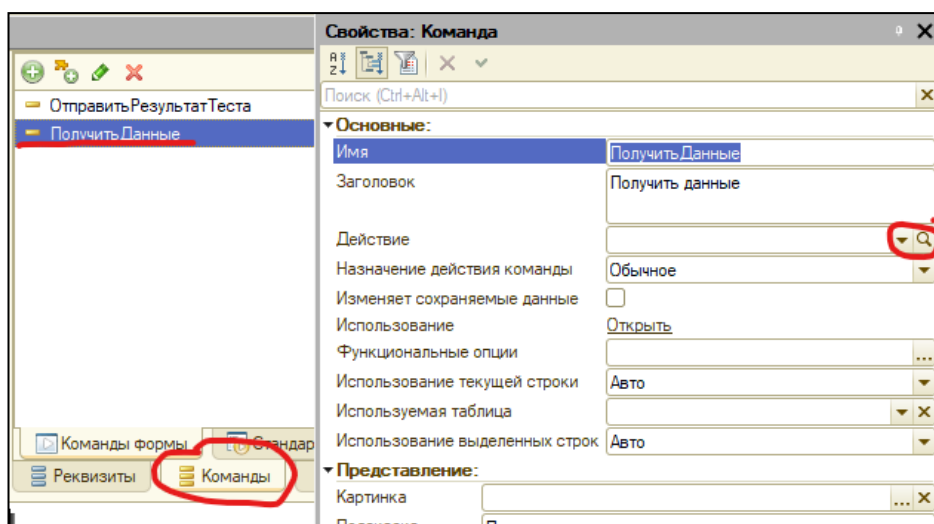 Свойства: Команда
Поиск (Ctrl+Alt+I)
ОтправитьРезультатТеста
ПолучитьДанные
Основные:
Имя ПолучитьДанные
Заголовок Получить данные
Действие
Назначение действия команды Обычное
Изменяет сохраняемые данные
Использование Открыть
Функциональные опции ...
Использование текущей строки Авто
Используемая таблица
Использование выделенных строк Авто
Команды формы
Реквизиты Команды
Представление:
Картинка ...